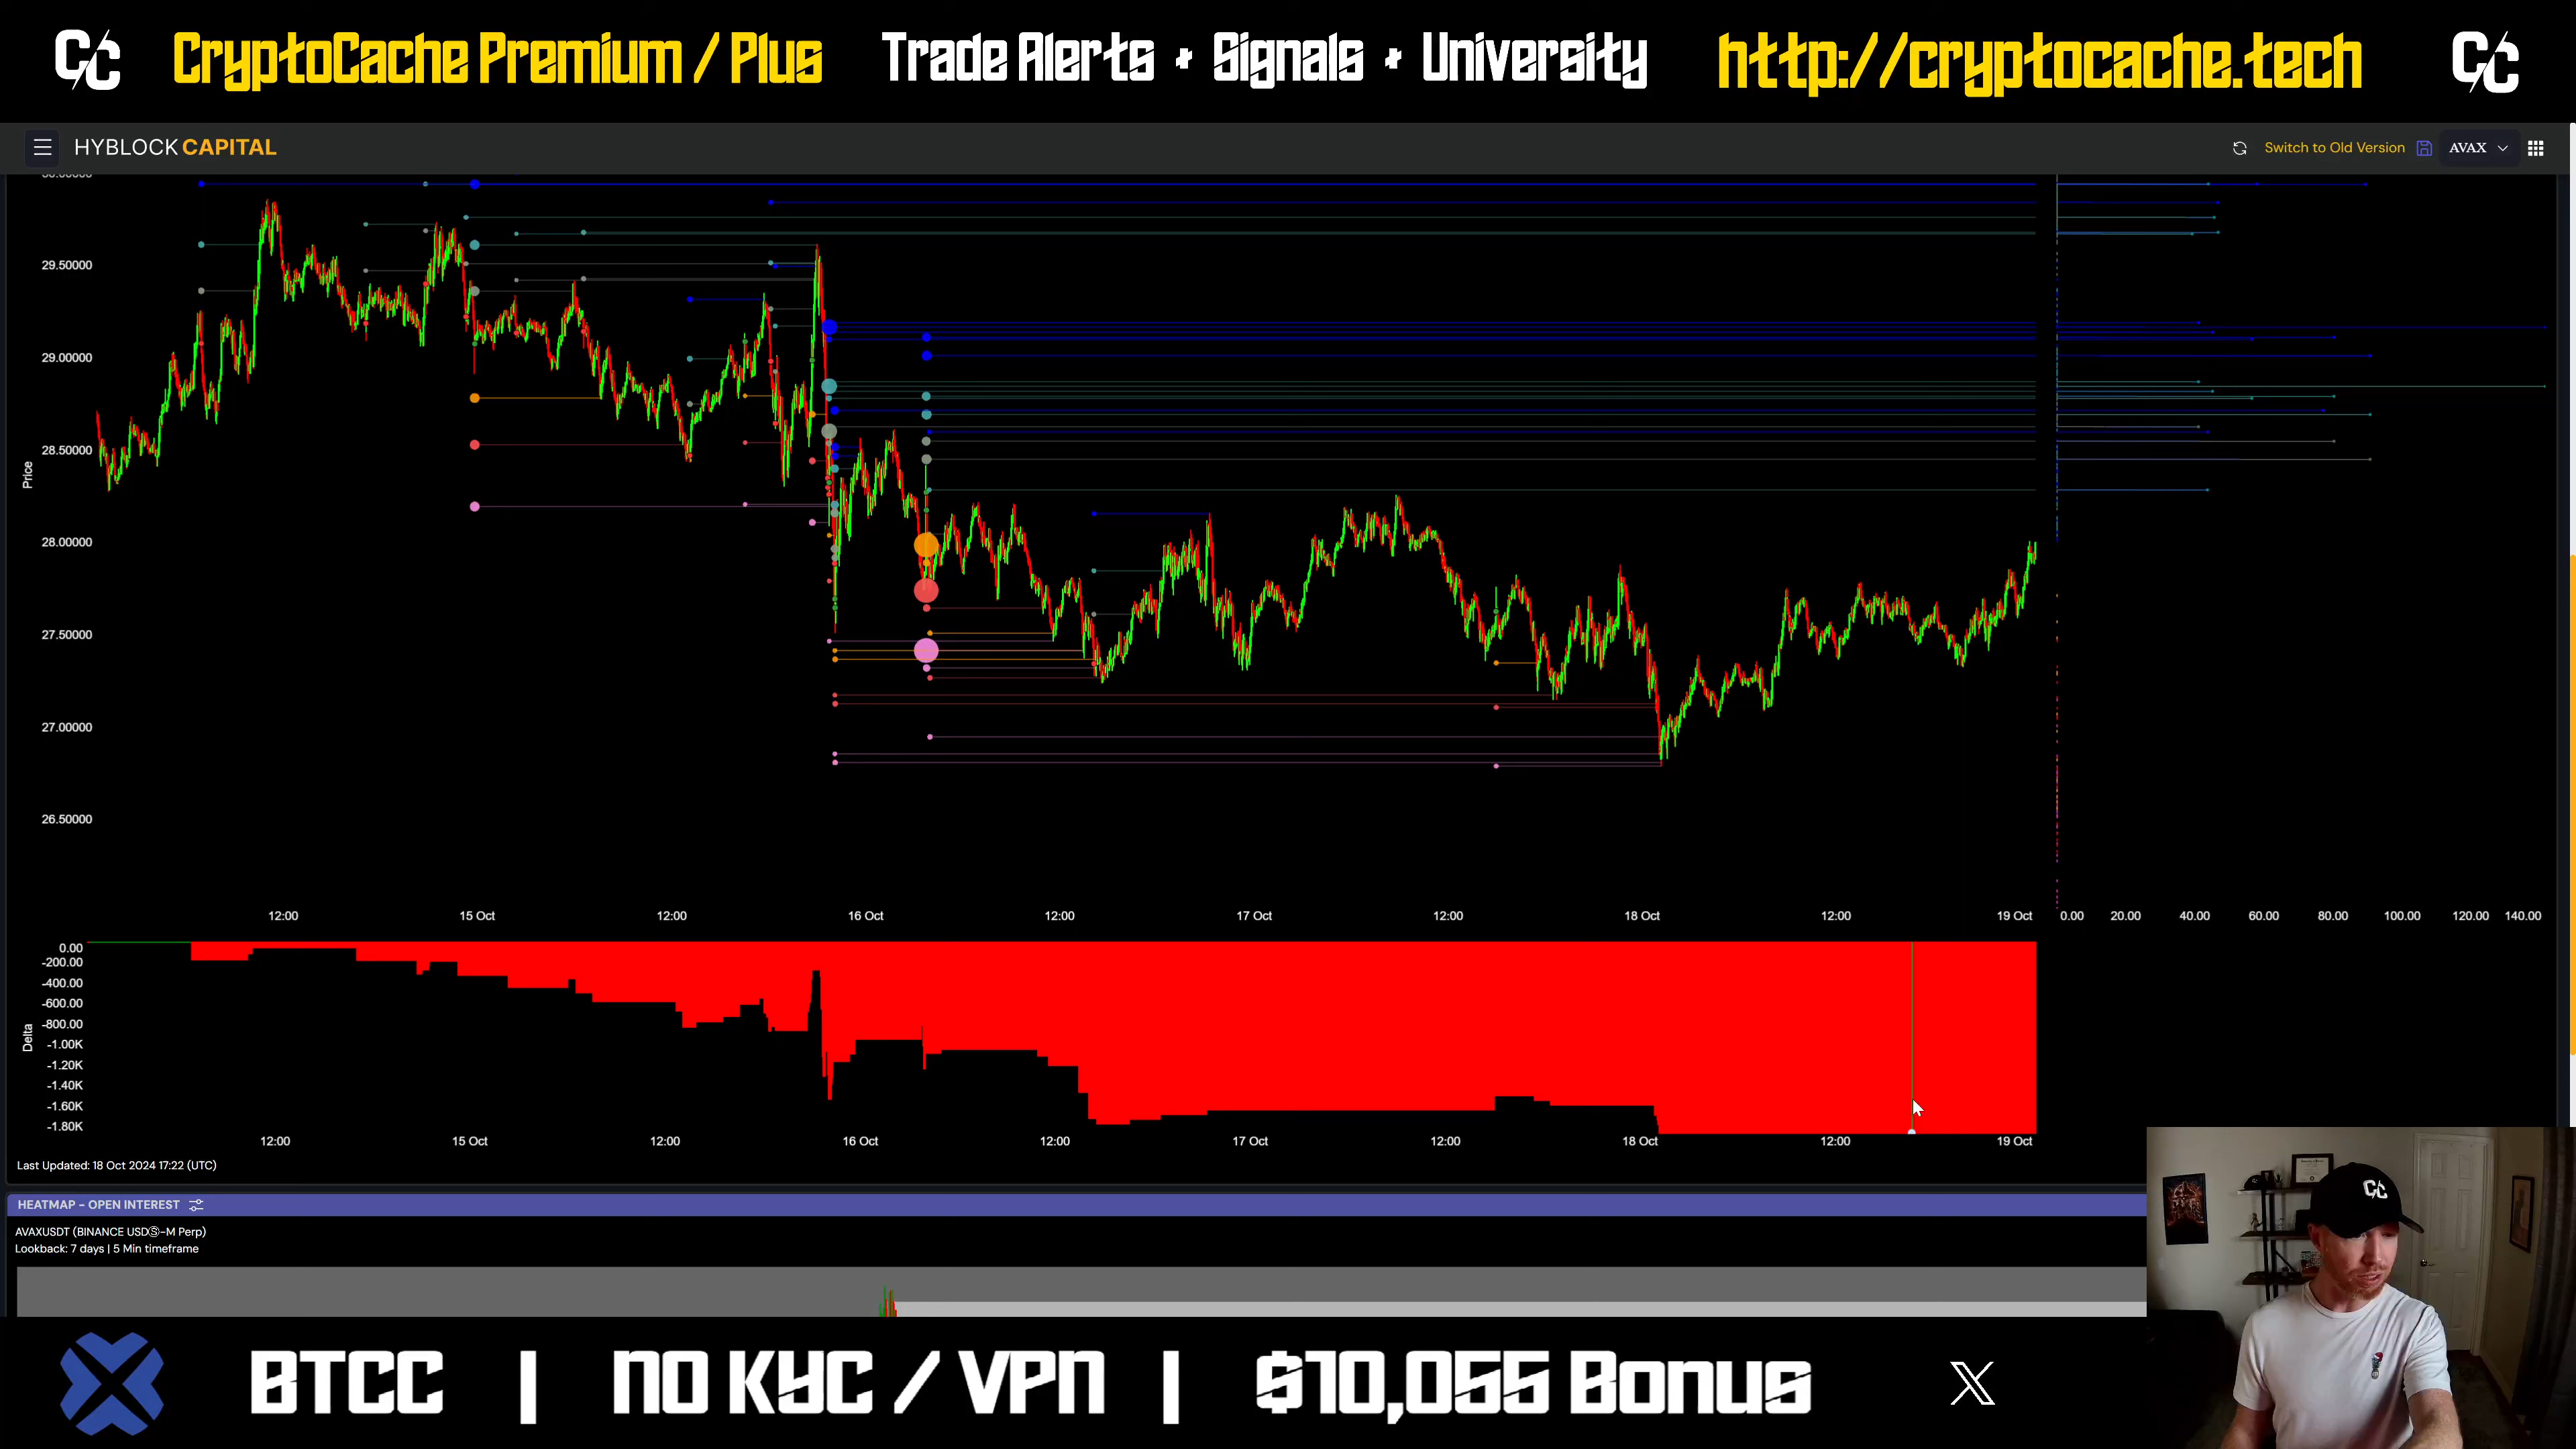 CC CryptoCache Premium / Plus Trade Alerts + Signals + University http://cryptocache.tech CC
HYBLOCK CAPITAL
Switch to Old Version AVAX
29.50000
29.00000
28.50000
28.00000
27.50000
27.00000
26.50000
Price
12:00 15 Oct 12:00 16 Oct 12:00 17 Oct 12:00 18 Oct 12:00 19 Oct 0.00 20.00 40.00 60.00 80.00 100.00 120.00 140.00
0.00
-200.00
-400.00
-600.00
-800.00
-1.00K
-1.20K
-1.40K
-1.60K
-1.80K
Delta
12:00 15 Oct 12:00 16 Oct 12:00 17 Oct 12:00 18 Oct 12:00 19 Oct
Last Updated: 18 Oct 2024 17:22 (UTC)
HEATMAP - OPEN INTEREST
AVAXUSDT (BINANCE USDⓈ-M Perp)
Lookback: 7 days | 5 Min timeframe
CC
BTCC | NO KYC / VPN | $10,055 Bonus X